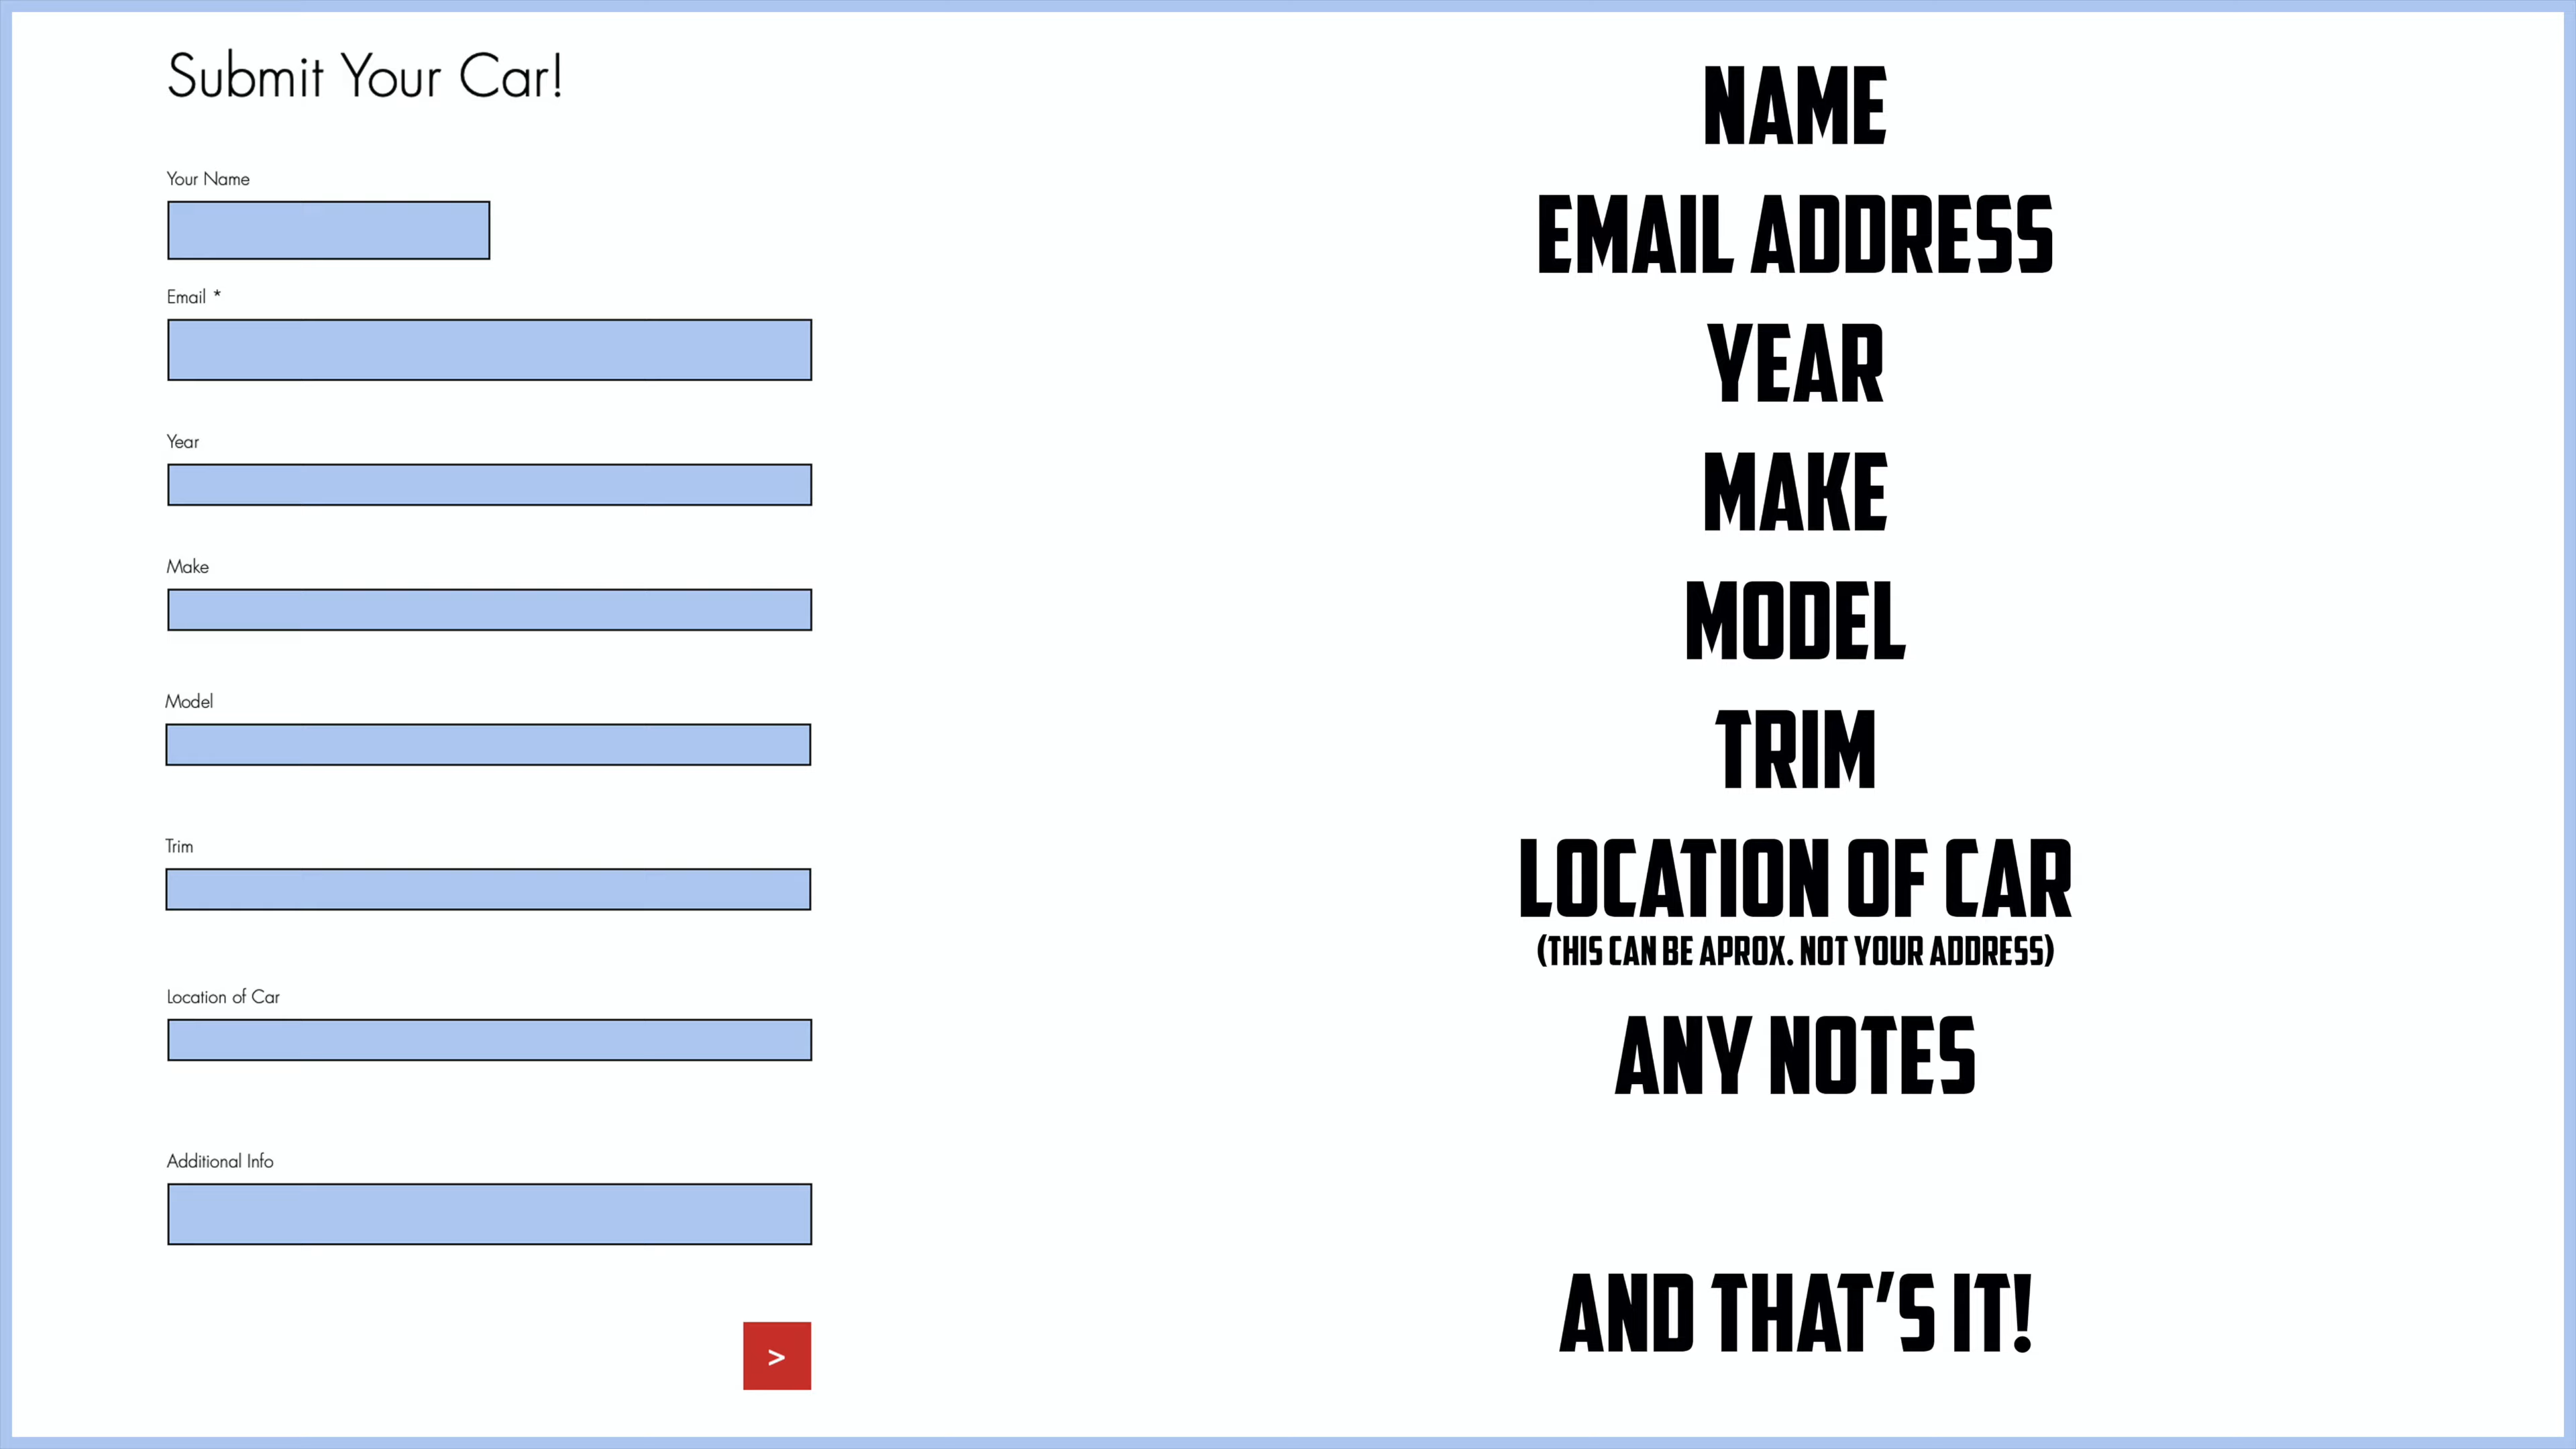 Submit Your Car!
Your Name
Email *
Year
Make
Model
Trim
Location of Car
Additional Info
>
NAME
EMAIL ADDRESS
YEAR
MAKE
MODEL
TRIM
LOCATION OF CAR
(THIS CAN BE APROX. NOT YOUR ADDRESS)
ANY NOTES
AND THAT'S IT!